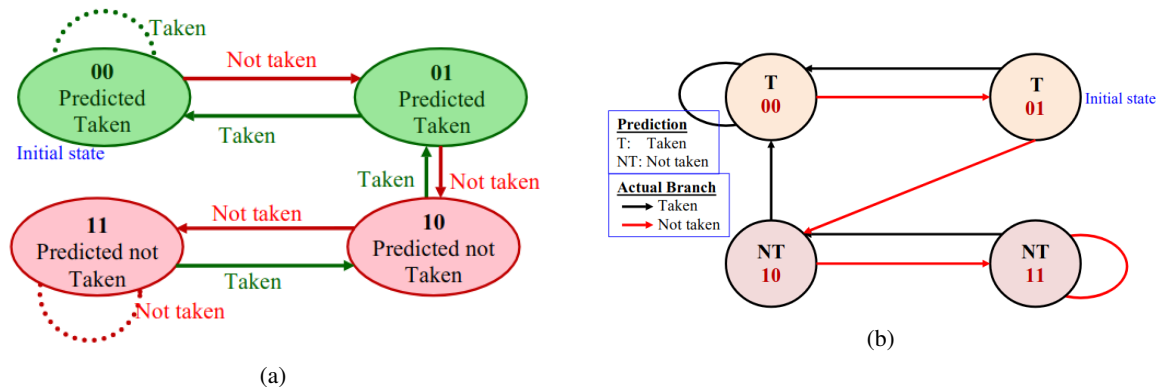 Taken
00
Predicted
Taken
Initial state
Not taken
Taken
01
Predicted
Taken
Taken
Not taken
11
Predicted not
Taken
Not taken
Not taken
Taken
10
Predicted not
Taken
(a)
T
00
T
01
Initial state
Prediction
T: Taken
NT: Not taken
Actual Branch
Taken
Not taken
NT
10
NT
11
(b)